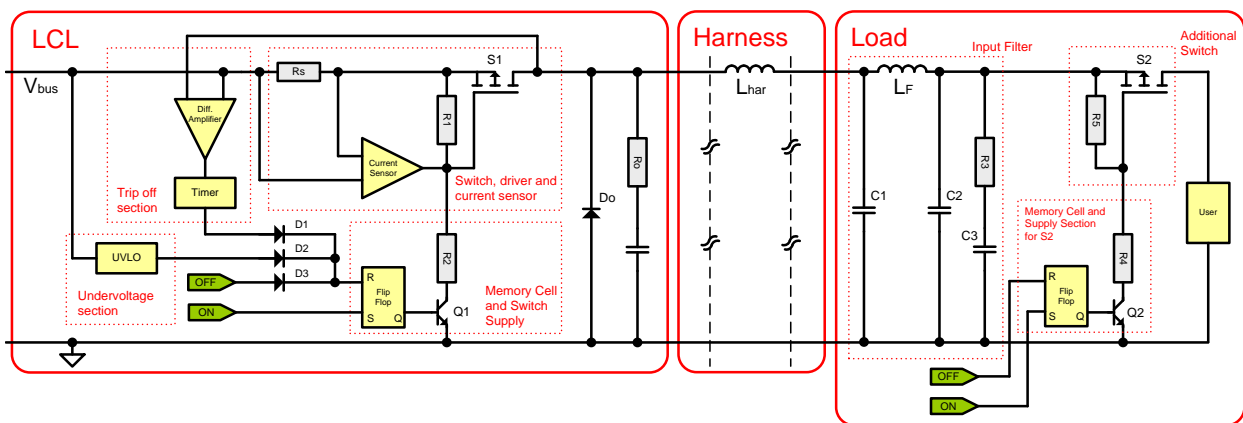 LCL
Harness
Load
Input Filter
Additional
Switch
S1
S2
Rs
Vbus
Diff.
Amplifier
R1
Lhar
LF
R5
Current
Sensor
Ro
R3
Timer
Trip off
section
Switch, driver and
current sensor
Do
C1
C2
User
D1
Memory Cell and
Supply Section
for S2
C3
UVLO
D2
R2
R4
OFF
D3
R
Flip
Flop
Undervoltage
section
Memory Cell
and Switch
Supply
R
Flip
Flop
ON
S
Q
Q1
S
Q
Q2
OFF
ON